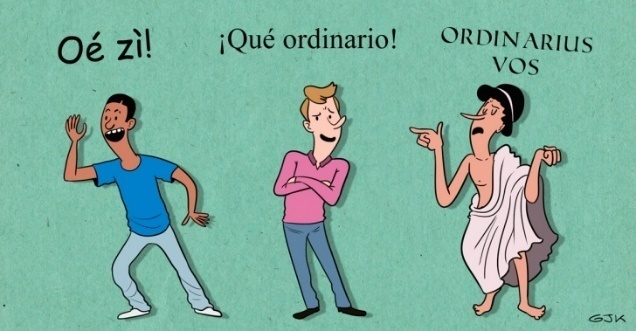 Oé zì!
¡Qué ordinario!
ORDINARIUS
VOS
GJK